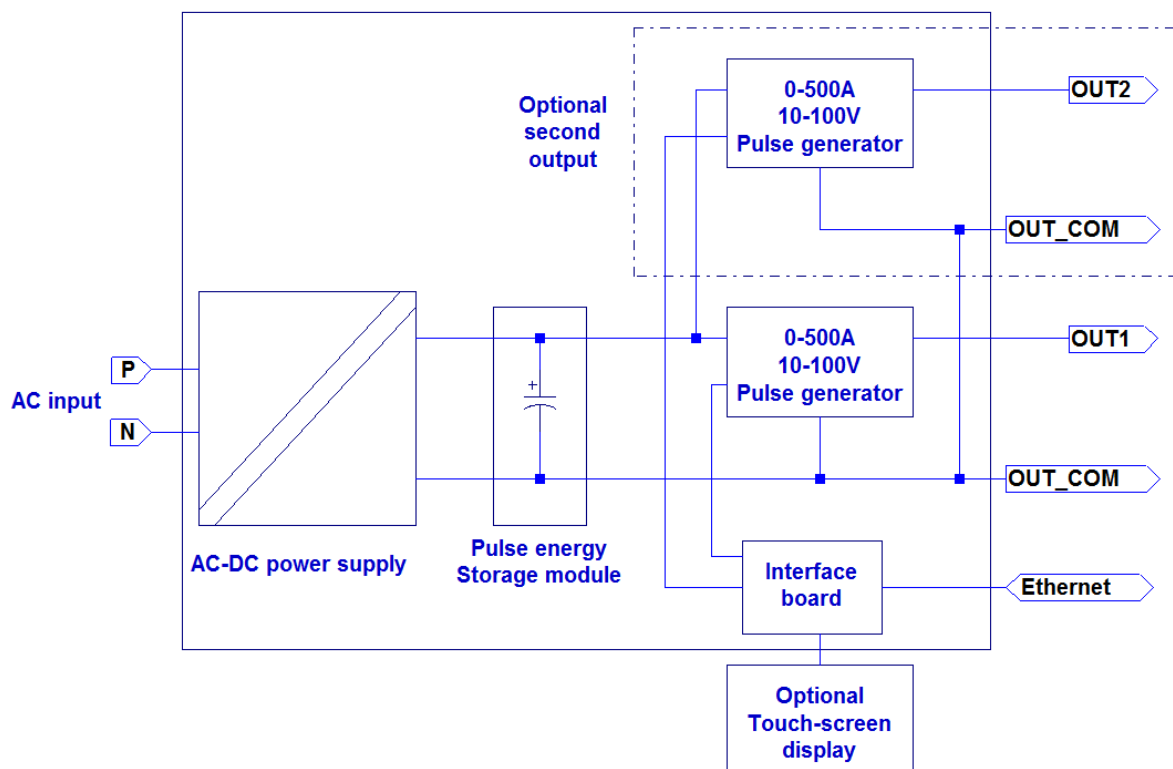 Optional
second
output
0-500A
10-100V
Pulse generator
OUT2
OUT_COM
AC input
P
N
AC-DC power supply
+
Pulse energy
Storage module
0-500A
10-100V
Pulse generator
OUT1
OUT_COM
Interface
board
Ethernet
Optional
Touch-screen
display